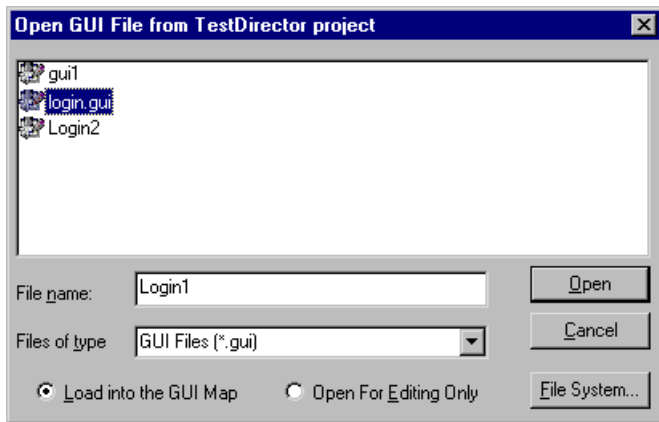 Open GUI File from TestDirector project
gui1
login.gui
Login2
File name:
Login1
Open
Files of type
GUI Files (*.gui)
Cancel
Load into the GUI Map
Open For Editing Only
File System...